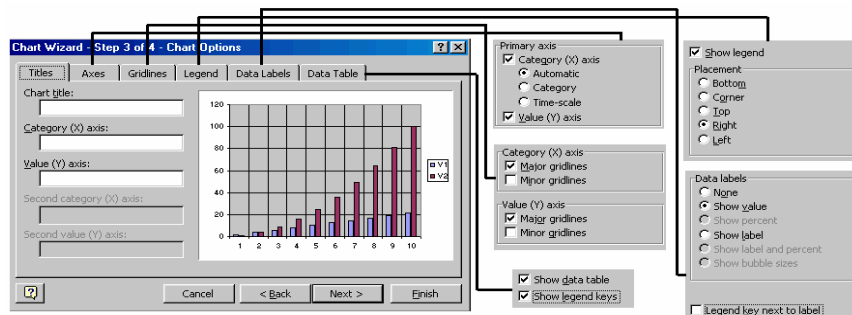 Chart Wizard - Step 3 of 4 - Chart Options
Titles Axes Gridlines Legend Data Labels Data Table
Chart title:
Category (X) axis:
Value (Y) axis:
Second category (X) axis:
Second value (Y) axis:
120
100
80
60
40
20
0
1 2 3 4 5 6 7 8 9 10
V1
V2
Cancel < Back Next > Finish
Primary axis
Category (X) axis
Automatic
Category
Time-scale
Value (Y) axis
Category (X) axis
Major gridlines
Minor gridlines
Value (Y) axis
Major gridlines
Minor gridlines
Show data table
Show legend keys
Show legend
Placement
Bottom
Corner
Top
Right
Left
Data labels
None
Show value
Show percent
Show label
Show label and percent
Show bubble sizes
Legend key next to label